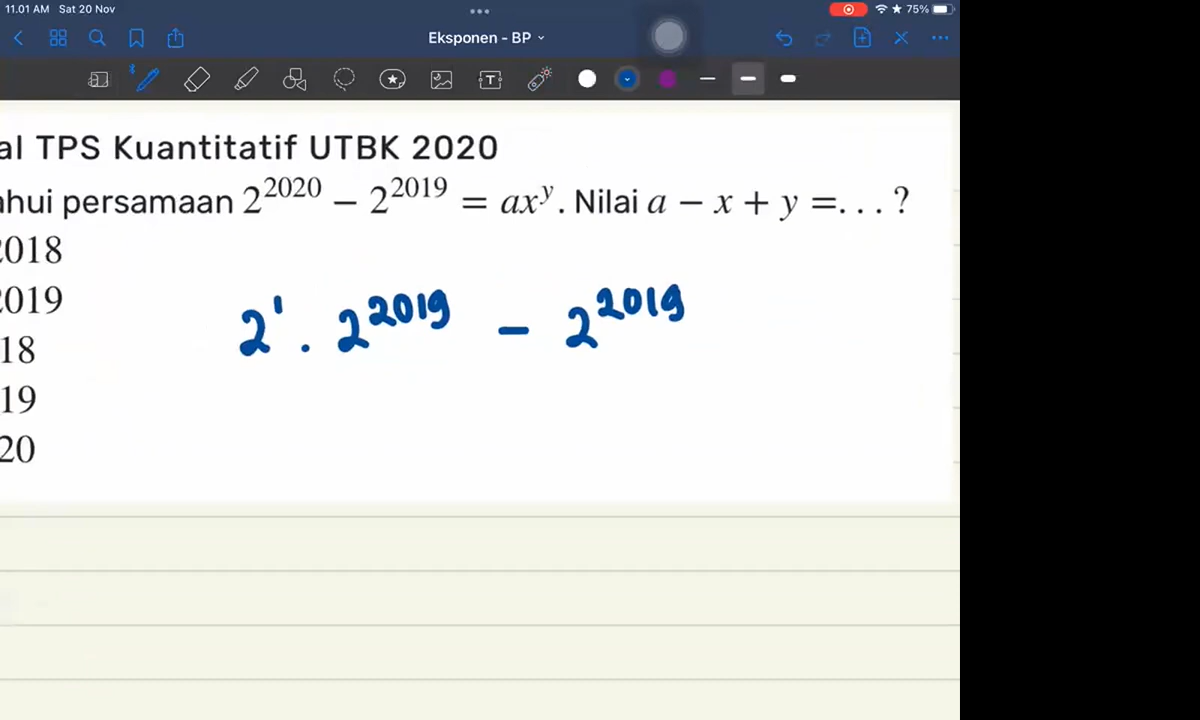 11.01 AM Sat 20 Nov
75%
Eksponen - BP
T
al TPS Kuantitatif UTBK 2020
ahui persamaan 2^2020 − 2^2019 = ax^y. Nilai a − x + y =. . . ?
2018
2019
18
19
20
2^1 . 2^2019 − 2^2019